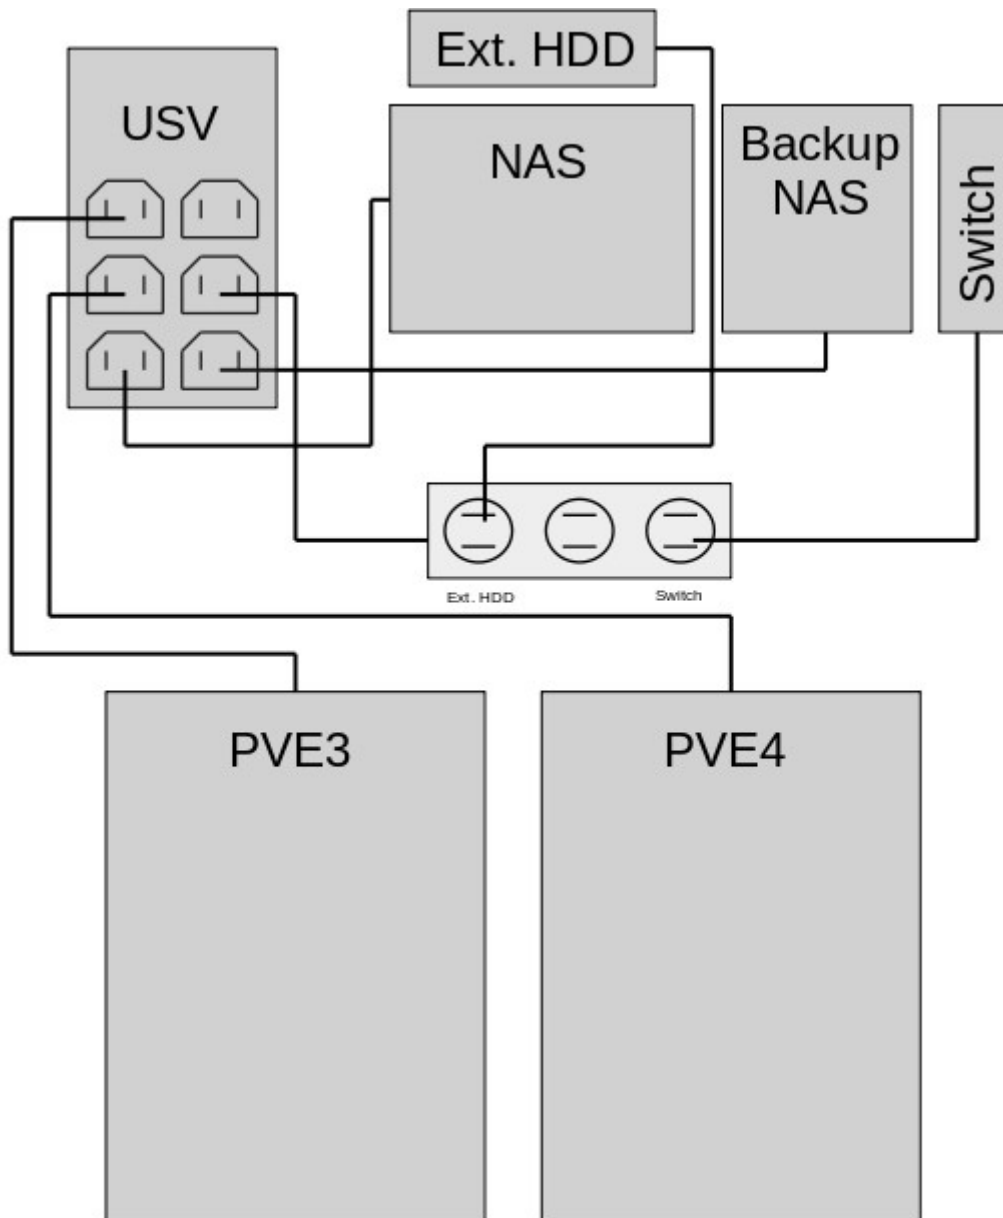 Ext. HDD
USV
NAS
Backup
NAS
Switch
Ext. HDD
Switch
PVE3
PVE4